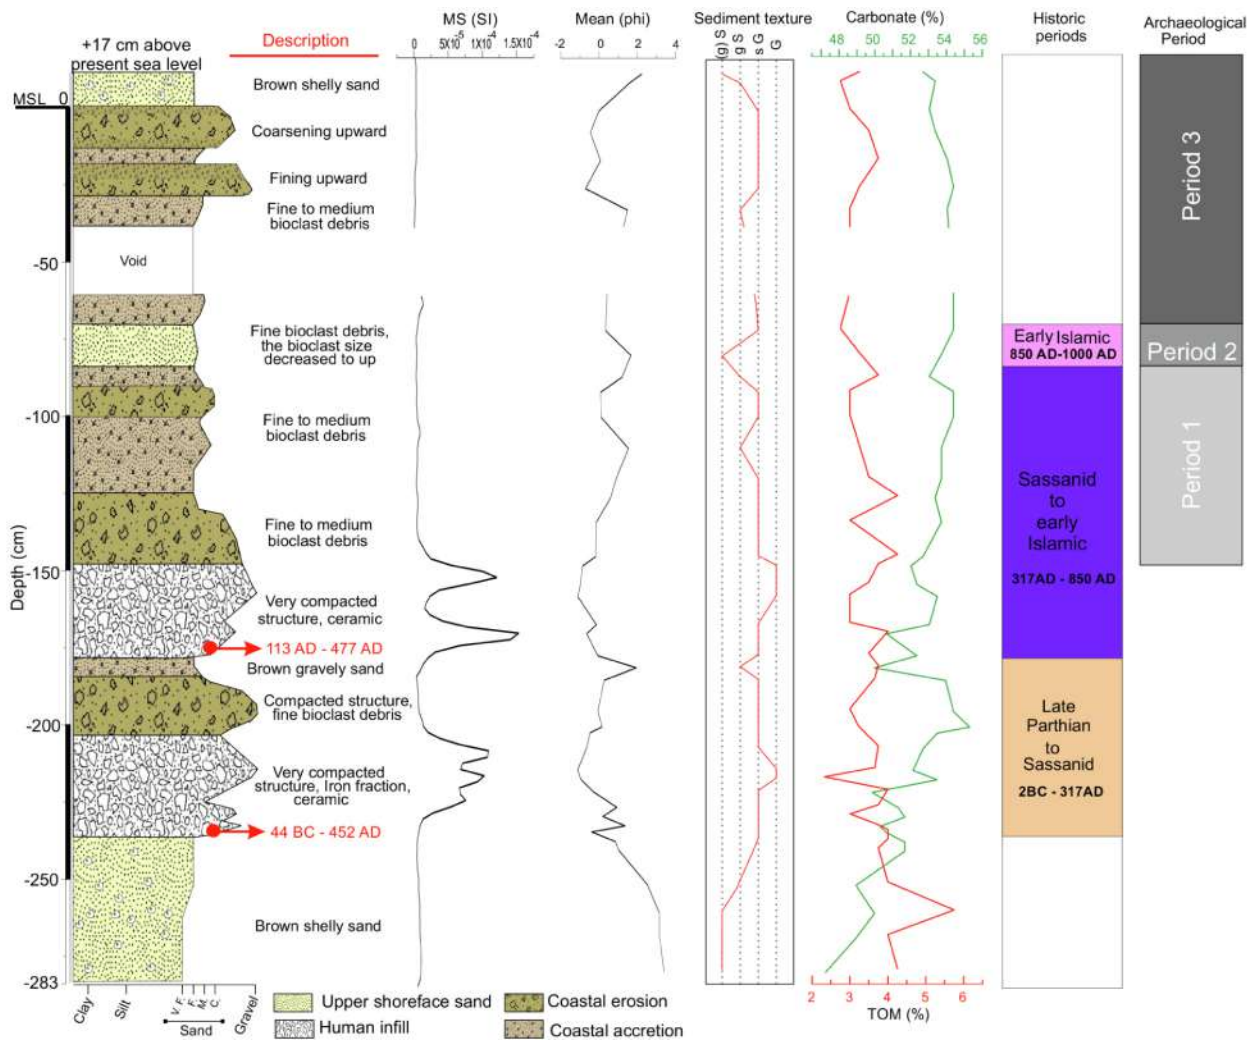 MS (SI)
Mean (phi)
Sediment texture
Carbonate (%)
Historic
periods
Archaeological
Period
+17 cm above
present sea level
Description
5X10-5 1X10-4 1.5X10-4
-2 0 2 4
(g) S
g S
s G
G
48 50 52 54 56
MSL 0
Brown shelly sand
Coarsening upward
Fining upward
Fine to medium
bioclast debris
Void
-50
Fine bioclast debris,
the bioclast size
decreased to up
Early Islamic
850 AD-1000 AD
Period 3
Period 2
Period 1
-100
Fine to medium
bioclast debris
Sassanid
to
early
Islamic
317AD - 850 AD
Fine to medium
bioclast debris
Depth (cm)
-150
Very compacted
structure, ceramic
113 AD - 477 AD
Brown gravely sand
Compacted structure,
fine bioclast debris
-200
Late
Parthian
to
Sassanid
2BC - 317AD
Very compacted
structure, Iron fraction,
ceramic
44 BC - 452 AD
-250
Brown shelly sand
-283
Clay
Silt
V. F.
F.
M.
C.
Gravel
Sand
Upper shoreface sand
Coastal erosion
Human infill
Coastal accretion
2 3 4 5 6
TOM (%)